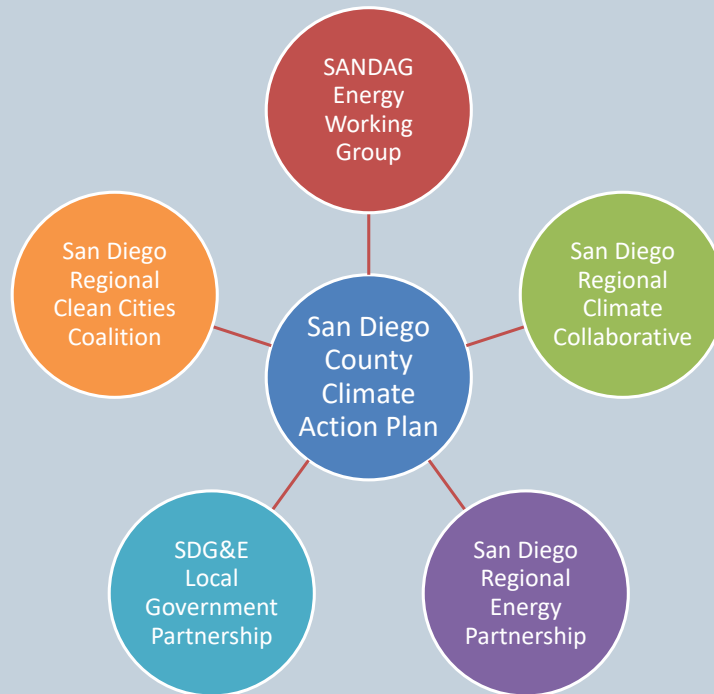 SANDAG
Energy
Working
Group
San Diego
Regional
Clean Cities
Coalition
San Diego
Regional
Climate
Collaborative
San Diego
County
Climate
Action Plan
SDG&E
Local
Government
Partnership
San Diego
Regional
Energy
Partnership